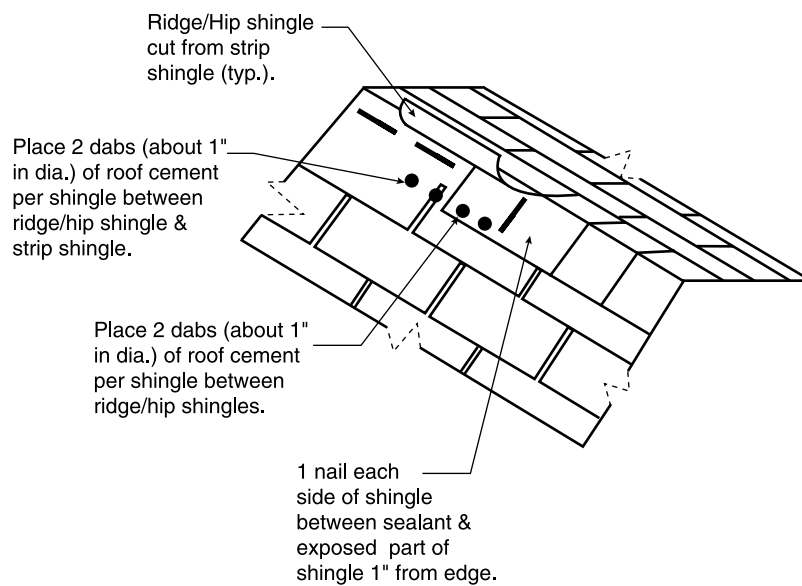 Ridge/Hip shingle
cut from strip
shingle (typ.).
Place 2 dabs (about 1"
in dia.) of roof cement
per shingle between
ridge/hip shingle &
strip shingle.
Place 2 dabs (about 1"
in dia.) of roof cement
per shingle between
ridge/hip shingles.
1 nail each
side of shingle
between sealant &
exposed part of
shingle 1" from edge.